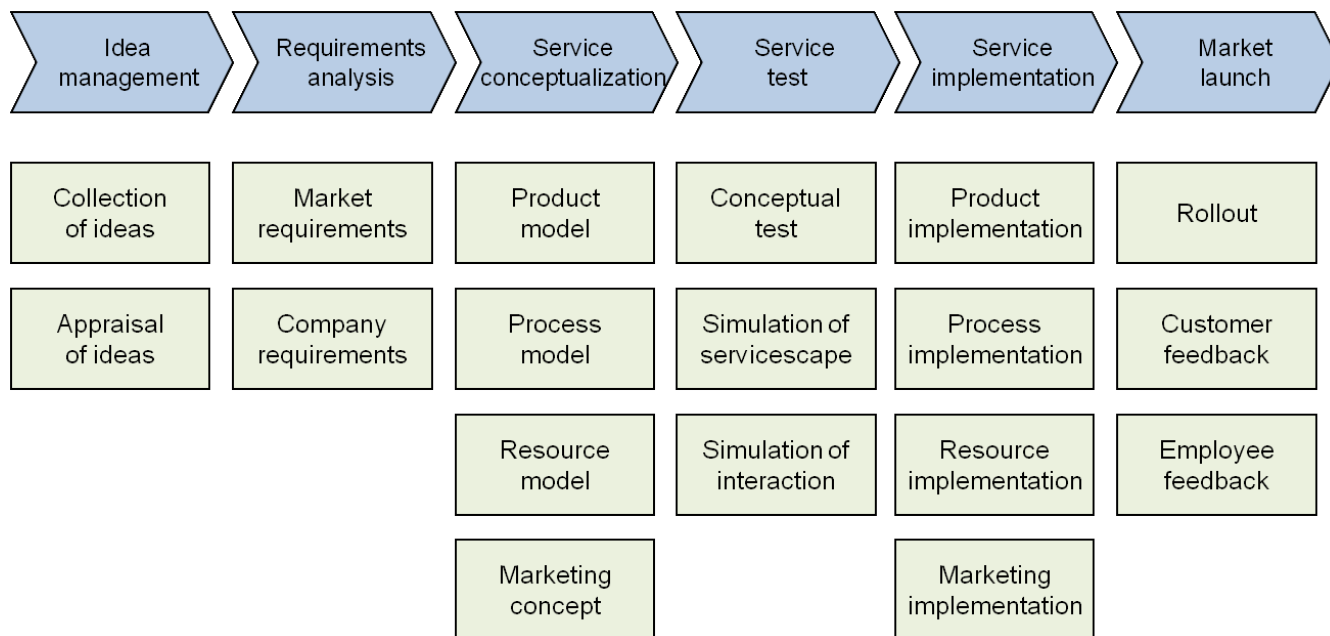 Idea
management
Requirements
analysis
Service
conceptualization
Service
test
Service
implementation
Market
launch
Collection
of ideas
Market
requirements
Product
model
Conceptual
test
Product
implementation
Rollout
Appraisal
of ideas
Company
requirements
Process
model
Simulation of
servicescape
Process
implementation
Customer
feedback
Resource
model
Simulation of
interaction
Resource
implementation
Employee
feedback
Marketing
concept
Marketing
implementation